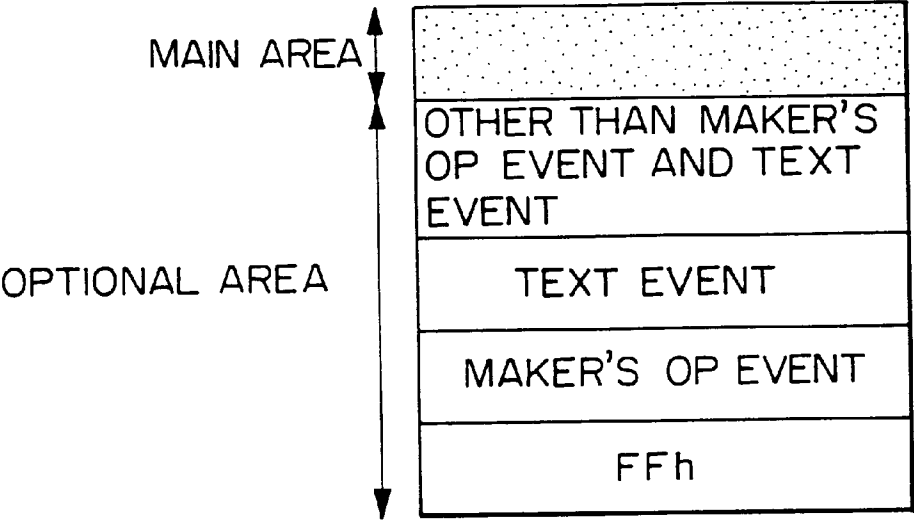 MAIN AREA
OTHER THAN MAKER'S
OP EVENT AND TEXT
EVENT
OPTIONAL AREA
TEXT EVENT
MAKER'S OP EVENT
FFh